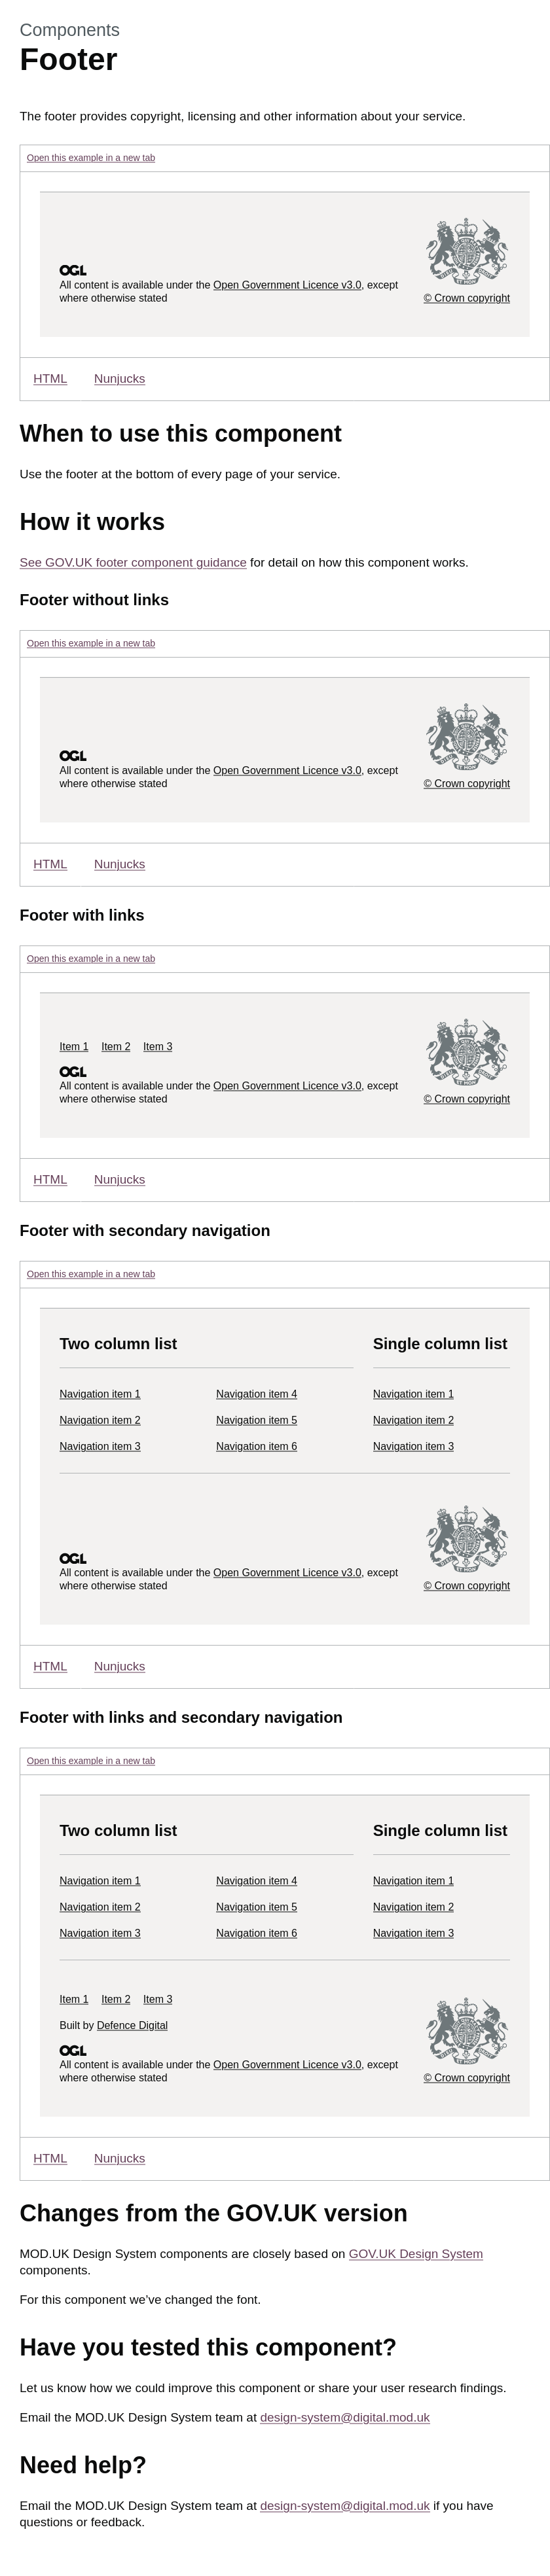 Components
Footer
The footer provides copyright, licensing and other information about your service.
Open this example in a new tab
OGL
All content is available under the Open Government Licence v3.0, except
where otherwise stated
© Crown copyright
HTML
Nunjucks
When to use this component
Use the footer at the bottom of every page of your service.
How it works
See GOV.UK footer component guidance for detail on how this component works.
Footer without links
Open this example in a new tab
OGL
All content is available under the Open Government Licence v3.0, except
where otherwise stated
© Crown copyright
HTML
Nunjucks
Footer with links
Open this example in a new tab
Item 1 Item 2 Item 3
OGL
All content is available under the Open Government Licence v3.0, except
where otherwise stated
© Crown copyright
HTML
Nunjucks
Footer with secondary navigation
Open this example in a new tab
Two column list
Navigation item 1
Navigation item 2
Navigation item 3
Navigation item 4
Navigation item 5
Navigation item 6
Single column list
Navigation item 1
Navigation item 2
Navigation item 3
OGL
All content is available under the Open Government Licence v3.0, except
where otherwise stated
© Crown copyright
HTML
Nunjucks
Footer with links and secondary navigation
Open this example in a new tab
Two column list
Navigation item 1
Navigation item 2
Navigation item 3
Navigation item 4
Navigation item 5
Navigation item 6
Single column list
Navigation item 1
Navigation item 2
Navigation item 3
Item 1 Item 2 Item 3
Built by Defence Digital
OGL
All content is available under the Open Government Licence v3.0, except
where otherwise stated
© Crown copyright
HTML
Nunjucks
Changes from the GOV.UK version
MOD.UK Design System components are closely based on GOV.UK Design System
components.
For this component we’ve changed the font.
Have you tested this component?
Let us know how we could improve this component or share your user research findings.
Email the MOD.UK Design System team at design-system@digital.mod.uk
Need help?
Email the MOD.UK Design System team at design-system@digital.mod.uk if you have
questions or feedback.